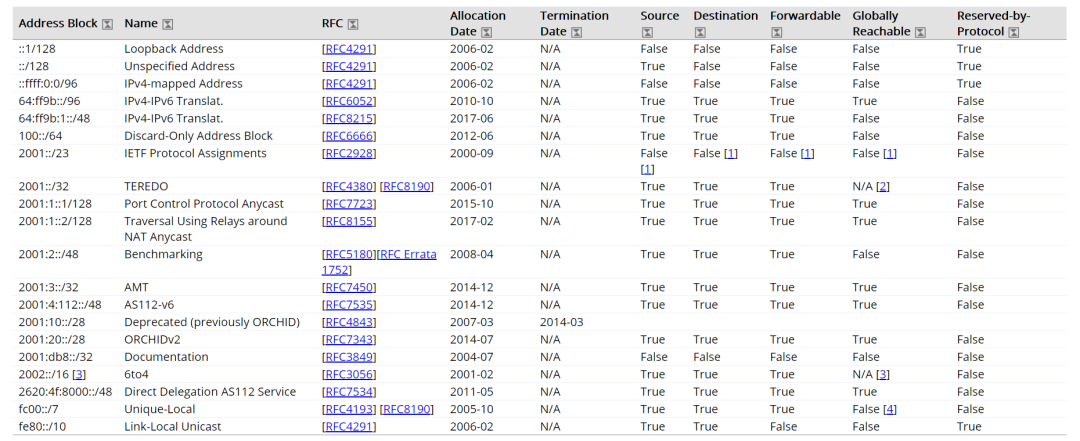 Address Block Name RFC Allocation Date Termination Date Source Destination Forwardable Globally Reachable Reserved-by-Protocol
::1/128 Loopback Address [RFC4291] 2006-02 N/A False False False False True
::/128 Unspecified Address [RFC4291] 2006-02 N/A True False False False True
::ffff:0:0/96 IPv4-mapped Address [RFC4291] 2006-02 N/A False False False False True
64:ff9b::/96 IPv4-IPv6 Translat. [RFC6052] 2010-10 N/A True True True True False
64:ff9b:1::/48 IPv4-IPv6 Translat. [RFC8215] 2017-06 N/A True True True False False
100::/64 Discard-Only Address Block [RFC6666] 2012-06 N/A True True True False False
2001::/23 IETF Protocol Assignments [RFC2928] 2000-09 N/A False [1] False [1] False [1] False [1] False
2001::/32 TEREDO [RFC4380] [RFC8190] 2006-01 N/A True True True N/A [2] False
2001:1::1/128 Port Control Protocol Anycast [RFC7723] 2015-10 N/A True True True True False
2001:1::2/128 Traversal Using Relays around NAT Anycast [RFC8155] 2017-02 N/A True True True True False
2001:2::/48 Benchmarking [RFC5180][RFC Errata 1752] 2008-04 N/A True True True False False
2001:3::/32 AMT [RFC7450] 2014-12 N/A True True True True False
2001:4:112::/48 AS112-v6 [RFC7535] 2014-12 N/A True True True True False
2001:10::/28 Deprecated (previously ORCHID) [RFC4843] 2007-03 2014-03
2001:20::/28 ORCHIDv2 [RFC7343] 2014-07 N/A True True True True False
2001:db8::/32 Documentation [RFC3849] 2004-07 N/A False False False False False
2002::/16 [3] 6to4 [RFC3056] 2001-02 N/A True True True N/A [3] False
2620:4f:8000::/48 Direct Delegation AS112 Service [RFC7534] 2011-05 N/A True True True True False
fc00::/7 Unique-Local [RFC4193] [RFC8190] 2005-10 N/A True True True False [4] False
fe80::/10 Link-Local Unicast [RFC4291] 2006-02 N/A True True False False True